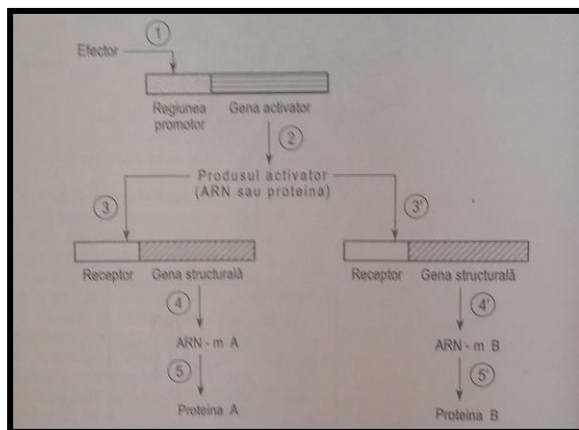 1
Efector
Regiunea promotor
Gena activator
2
Produsul activator
(ARN sau proteina)
3
3'
Receptor
Gena structurală
Receptor
Gena structurală
4
4'
ARN - m A
ARN - m B
5
5'
Proteina A
Proteina B